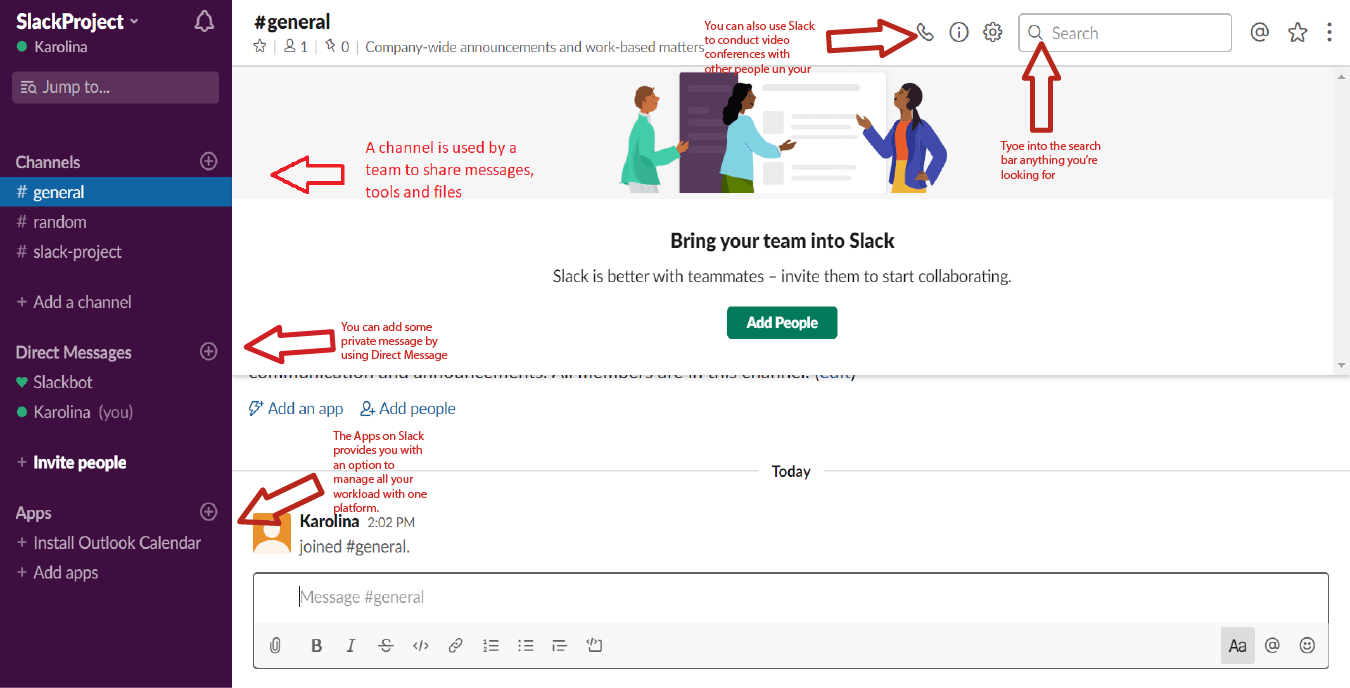 SlackProject
Karolina
Jump to...
Channels
# general
# random
# slack-project
+ Add a channel
Direct Messages
Slackbot
Karolina (you)
+ Invite people
Apps
+ Install Outlook Calendar
+ Add apps
#general
1
0
Company-wide announcements and work-based matters
You can also use Slack
to conduct video
conferences with
other people un your
Search
Tyoe into the search
bar anything you're
looking for
A channel is used by a
team to share messages,
tools and files
Bring your team into Slack
Slack is better with teammates – invite them to start collaborating.
Add People
You can add some
private message by
using Direct Message
communication and announcements. All members are in this channel. (edit)
Add an app
Add people
The Apps on Slack
provides you with
an option to
manage all your
workload with one
platform.
Today
Karolina 2:02 PM
joined #general.
Message #general
B I S
Aa @